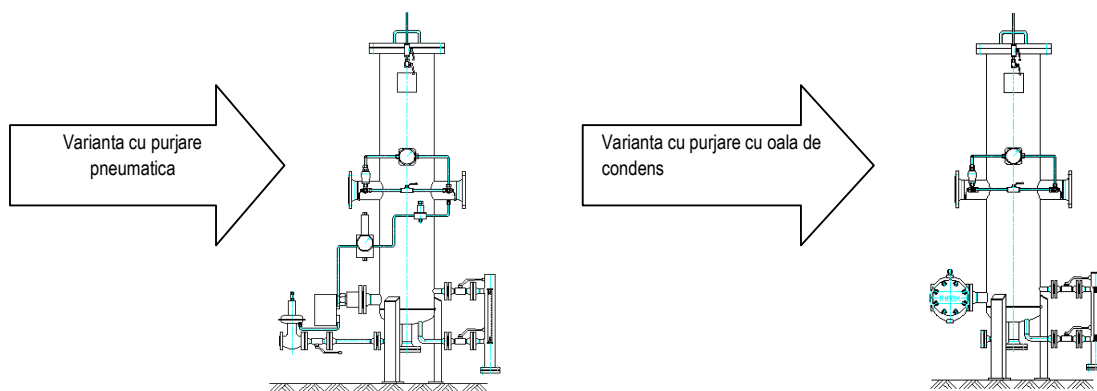 Varianta cu purjare
pneumatica
Varianta cu purjare cu oala de
condens